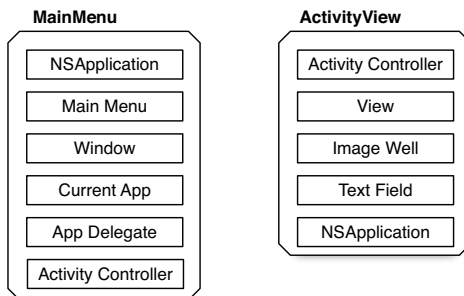 MainMenu
NSApplication
Main Menu
Window
Current App
App Delegate
Activity Controller
ActivityView
Activity Controller
View
Image Well
Text Field
NSApplication